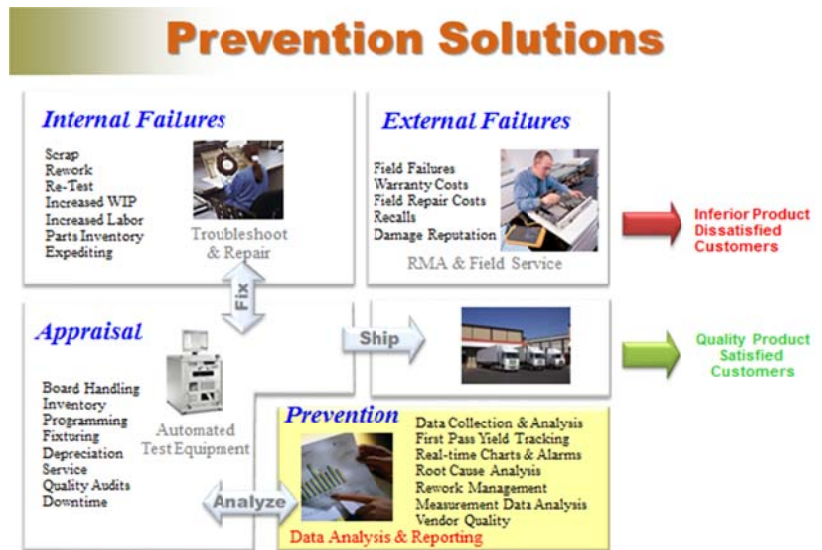 Prevention Solutions
Internal Failures
Scrap
Rework
Re-Test
Increased WIP
Increased Labor
Parts Inventory
Expediting
Troubleshoot
& Repair
External Failures
Field Failures
Warranty Costs
Field Repair Costs
Recalls
Damage Reputation
RMA & Field Service
Inferior Product
Dissatisfied
Customers
Fix
Appraisal
Board Handling
Inventory
Programming
Fixturing
Depreciation
Service
Quality Audits
Downtime
Automated
Test Equipment
Ship
Quality Product
Satisfied
Customers
Analyze
Prevention
Data Collection & Analysis
First Pass Yield Tracking
Real-time Charts & Alarms
Root Cause Analysis
Rework Management
Measurement Data Analysis
Vendor Quality
Data Analysis & Reporting